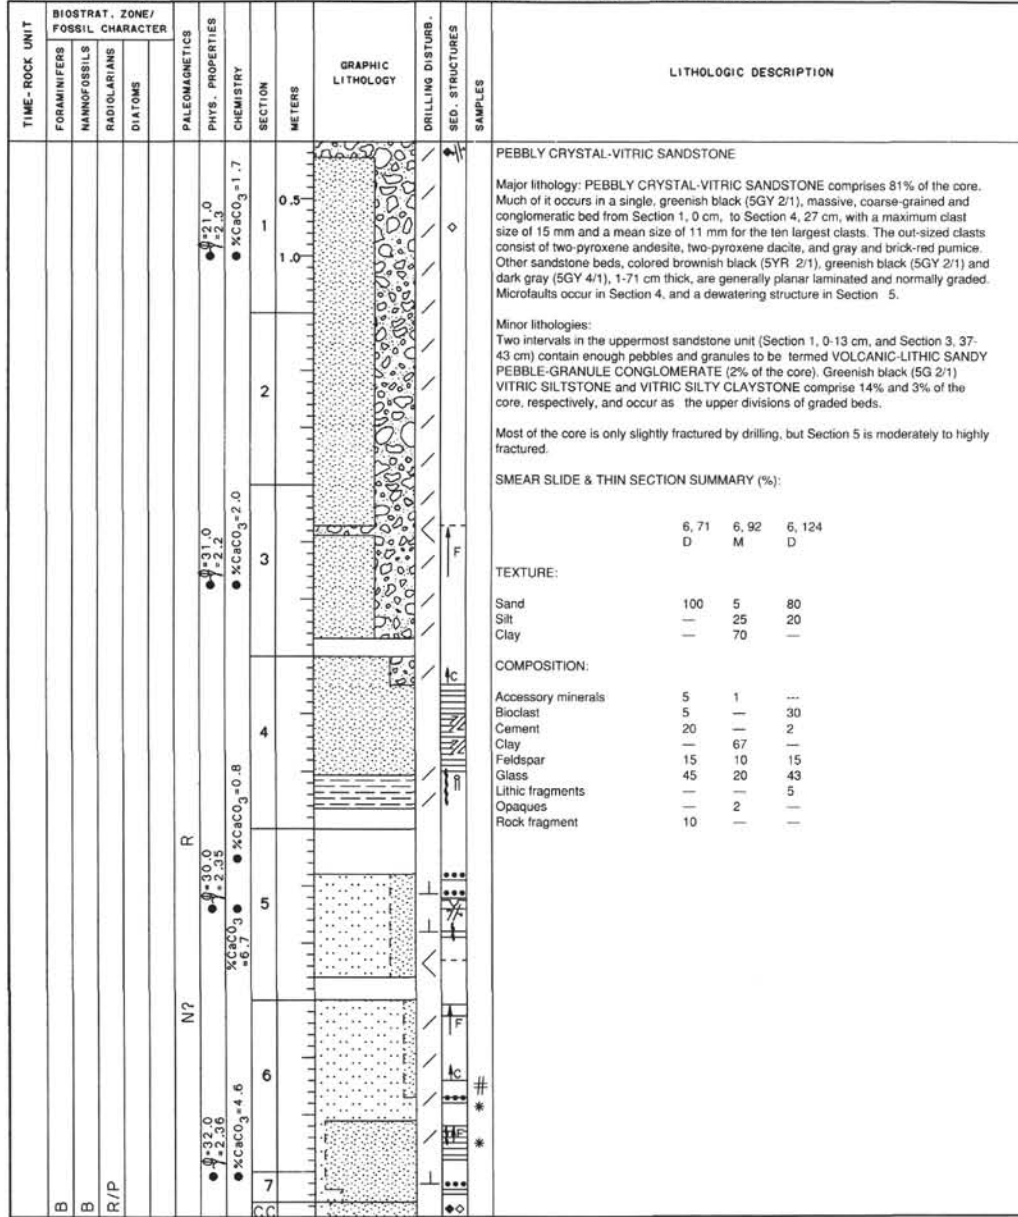 TIME-ROCK UNIT
BIOSTRAT. ZONE/
FOSSIL CHARACTER
FORAMINIFERS
NANNOFOSSILS
RADIOLARIANS
DIATOMS
PALEOMAGNETICS
PHYS. PROPERTIES
CHEMISTRY
SECTION
METERS
GRAPHIC
LITHOLOGY
DRILLING DISTURB.
SED. STRUCTURES
SAMPLES
LITHOLOGIC DESCRIPTION
B
B
R/P
R
N?
● φ=21.0
ρ=2.3
● φ=31.0
ρ=2.2
● φ=30.0
ρ=2.35
● φ=32.0
ρ=2.36
● %CaCO3=1.7
● %CaCO3=2.0
● %CaCO3=0.8
%CaCO3 ●
=6.7
● %CaCO3=4.6
1
2
3
4
5
6
7
CC
0.5
1.0
F
C
F
C
F
#
*
*
PEBBLY CRYSTAL-VITRIC SANDSTONE
Major lithology: PEBBLY CRYSTAL-VITRIC SANDSTONE comprises 81% of the core.
Much of it occurs in a single, greenish black (5GY 2/1), massive, coarse-grained and
conglomeratic bed from Section 1, 0 cm, to Section 4, 27 cm, with a maximum clast
size of 15 mm and a mean size of 11 mm for the ten largest clasts. The out-sized clasts
consist of two-pyroxene andesite, two-pyroxene dacite, and gray and brick-red pumice.
Other sandstone beds, colored brownish black (5YR 2/1), greenish black (5GY 2/1) and
dark gray (5GY 4/1), 1-71 cm thick, are generally planar laminated and normally graded.
Microfaults occur in Section 4, and a dewatering structure in Section 5.
Minor lithologies:
Two intervals in the uppermost sandstone unit (Section 1, 0-13 cm, and Section 3, 37-
43 cm) contain enough pebbles and granules to be termed VOLCANIC-LITHIC SANDY
PEBBLE-GRANULE CONGLOMERATE (2% of the core). Greenish black (5G 2/1)
VITRIC SILTSTONE and VITRIC SILTY CLAYSTONE comprise 14% and 3% of the
core, respectively, and occur as the upper divisions of graded beds.
Most of the core is only slightly fractured by drilling, but Section 5 is moderately to highly
fractured.
SMEAR SLIDE & THIN SECTION SUMMARY (%):
6, 71 6, 92 6, 124
D M D
TEXTURE:
Sand 100 5 80
Silt — 25 20
Clay — 70 —
COMPOSITION:
Accessory minerals 5 1 ---
Bioclast 5 — 30
Cement 20 — 2
Clay — 67 —
Feldspar 15 10 15
Glass 45 20 43
Lithic fragments — — 5
Opaques — 2 —
Rock fragment 10 — —